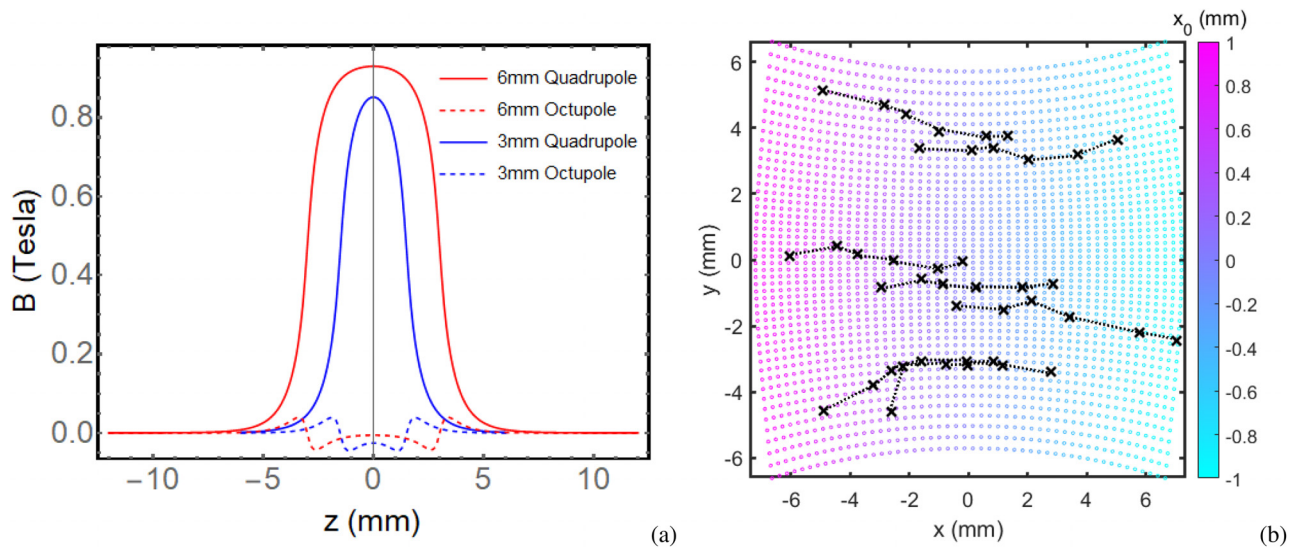 6mm Quadrupole
6mm Octupole
3mm Quadrupole
3mm Octupole
B (Tesla)
0.8
0.6
0.4
0.2
0.0
−10 −5 0 5 10
z (mm)
(a)
x0 (mm)
6
4
2
0
-2
-4
-6
y (mm)
-6 -4 -2 0 2 4 6
x (mm)
1
0.8
0.6
0.4
0.2
0
-0.2
-0.4
-0.6
-0.8
-1
(b)